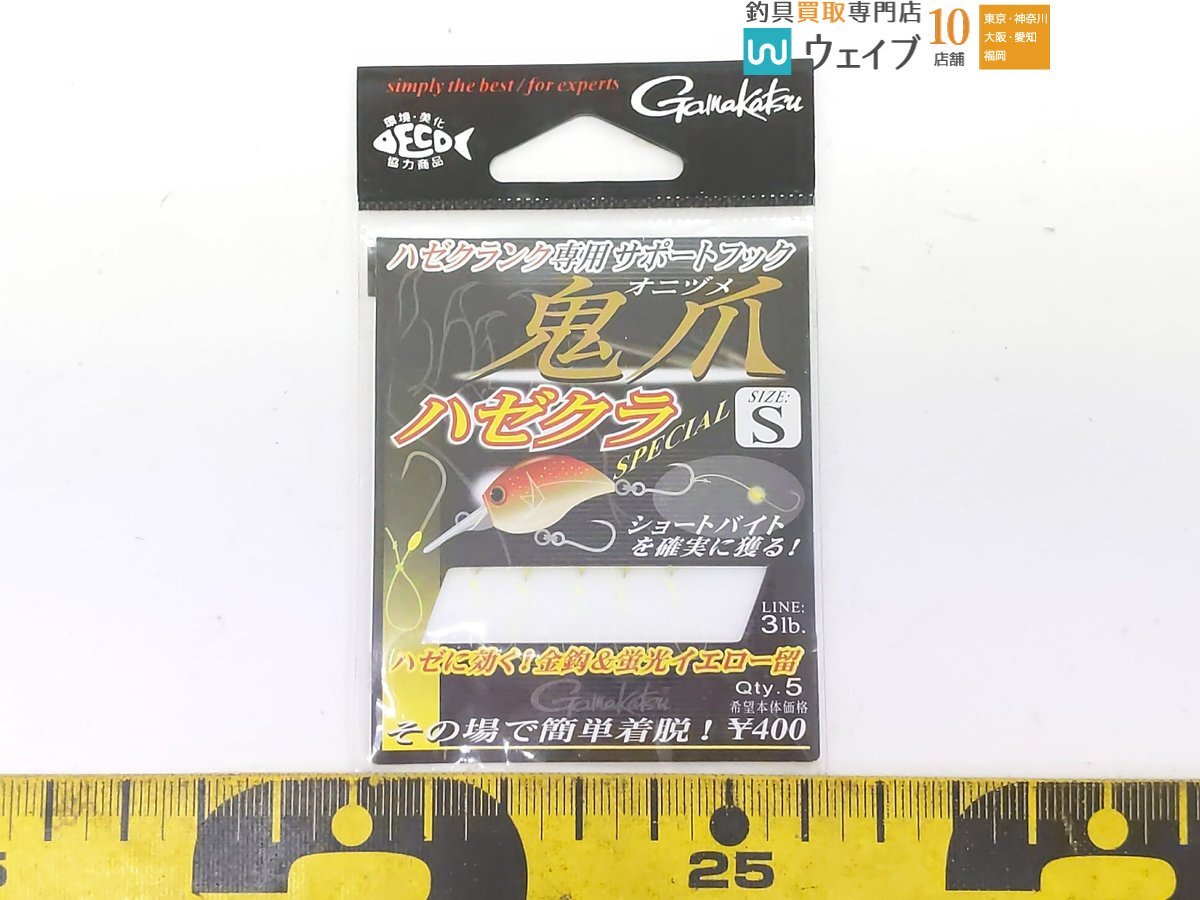 釣具買取専門店
ウェイブ
10
店舗
東京・神奈川
大阪・愛知
福岡
simply the best / for experts
Gamakatsu
環境・美化
ECO
協力商品
ハゼクランク専用サポートフック
オニヅメ
鬼爪
ハゼクラ
SPECIAL
SIZE:
S
ショートバイト
を確実に獲る!
LINE:
3lb.
ハゼに効く!金鈎&蛍光イエロー留
Gamakatsu
Qty.5
希望本体価格
その場で簡単着脱! ¥400
25